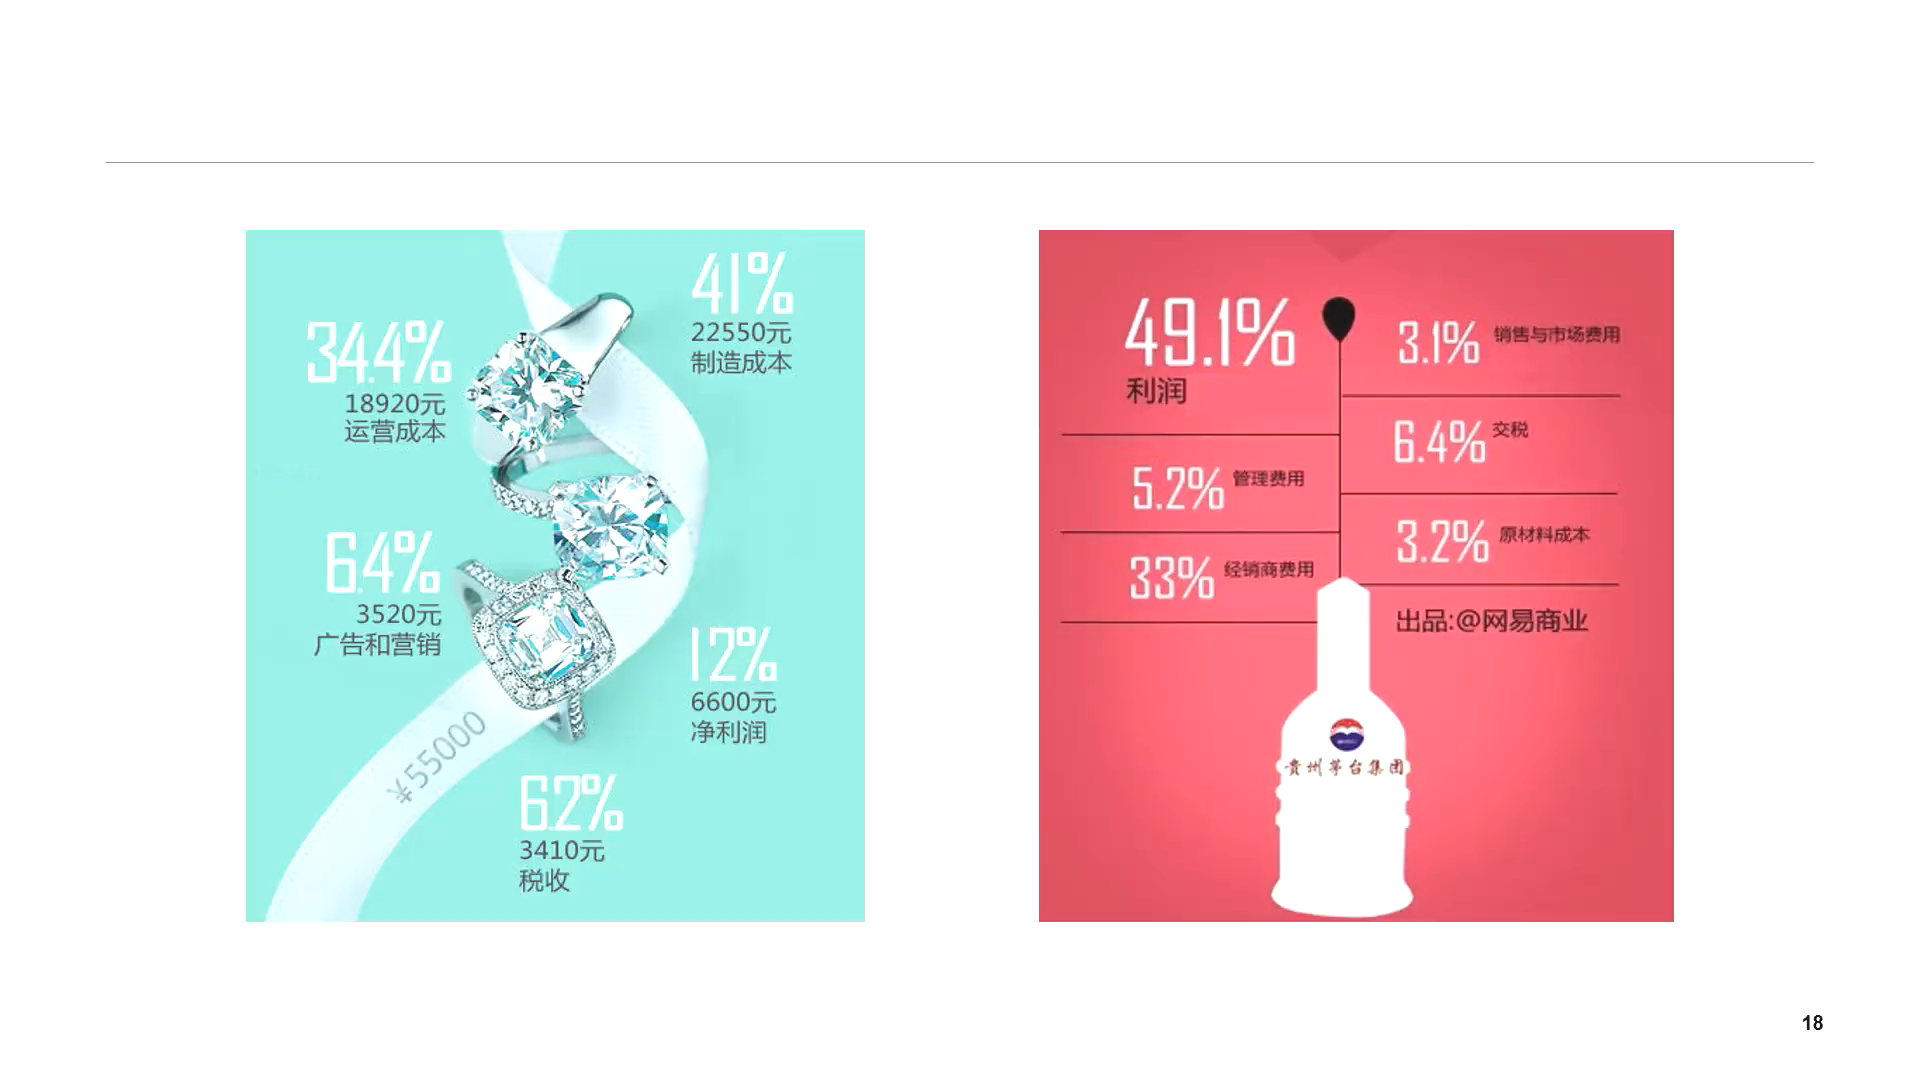 41%
22550元
制造成本
34.4%
18920元
运营成本
6.4%
3520元
广告和营销
12%
6600元
净利润
¥55000
6.2%
3410元
税收
49.1%
利润
3.1% 销售与市场费用
6.4% 交税
5.2% 管理费用
3.2% 原材料成本
33% 经销商费用
出品:@网易商业
贵州茅台集团
18